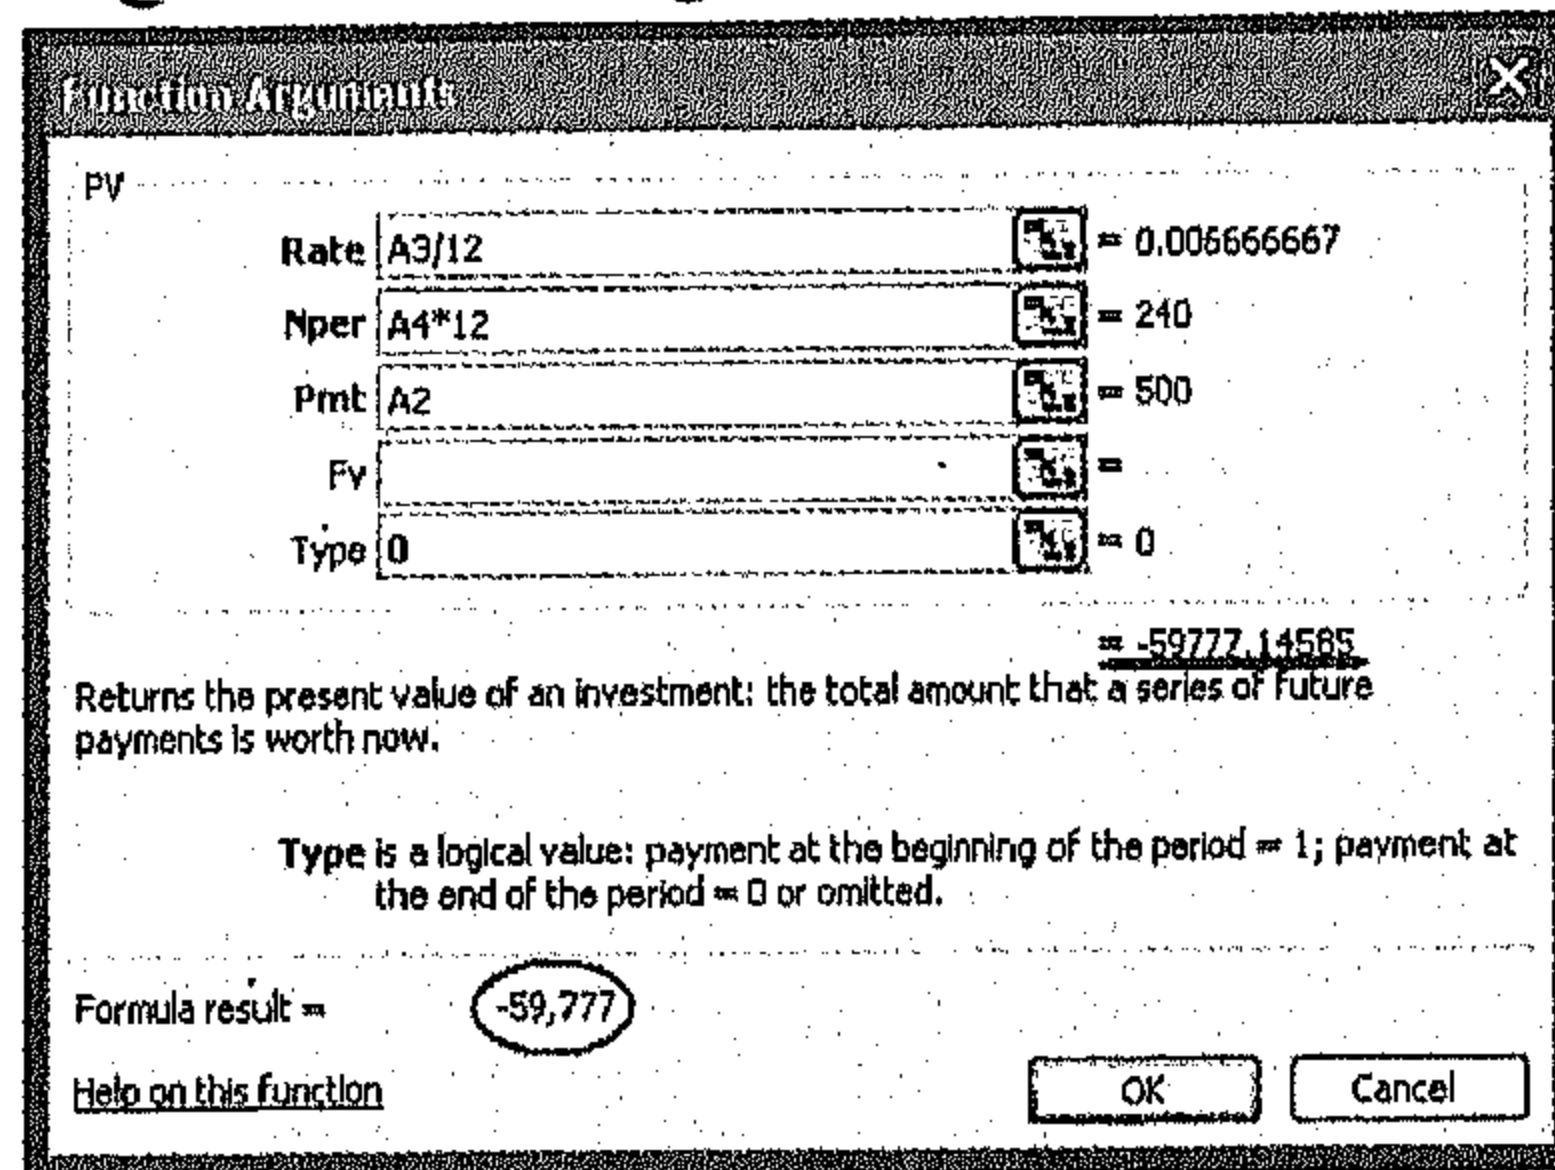 Function Arguments
PV
Rate A3/12 = 0.006666667
Nper A4*12 = 240
Pmt A2 = 500
Fv =
Type 0 = 0
= -59777.14585
Returns the present value of an investment: the total amount that a series of future
payments is worth now.
Type is a logical value: payment at the beginning of the period = 1; payment at
the end of the period = 0 or omitted.
Formula result = -59,777
Help on this function
OK Cancel